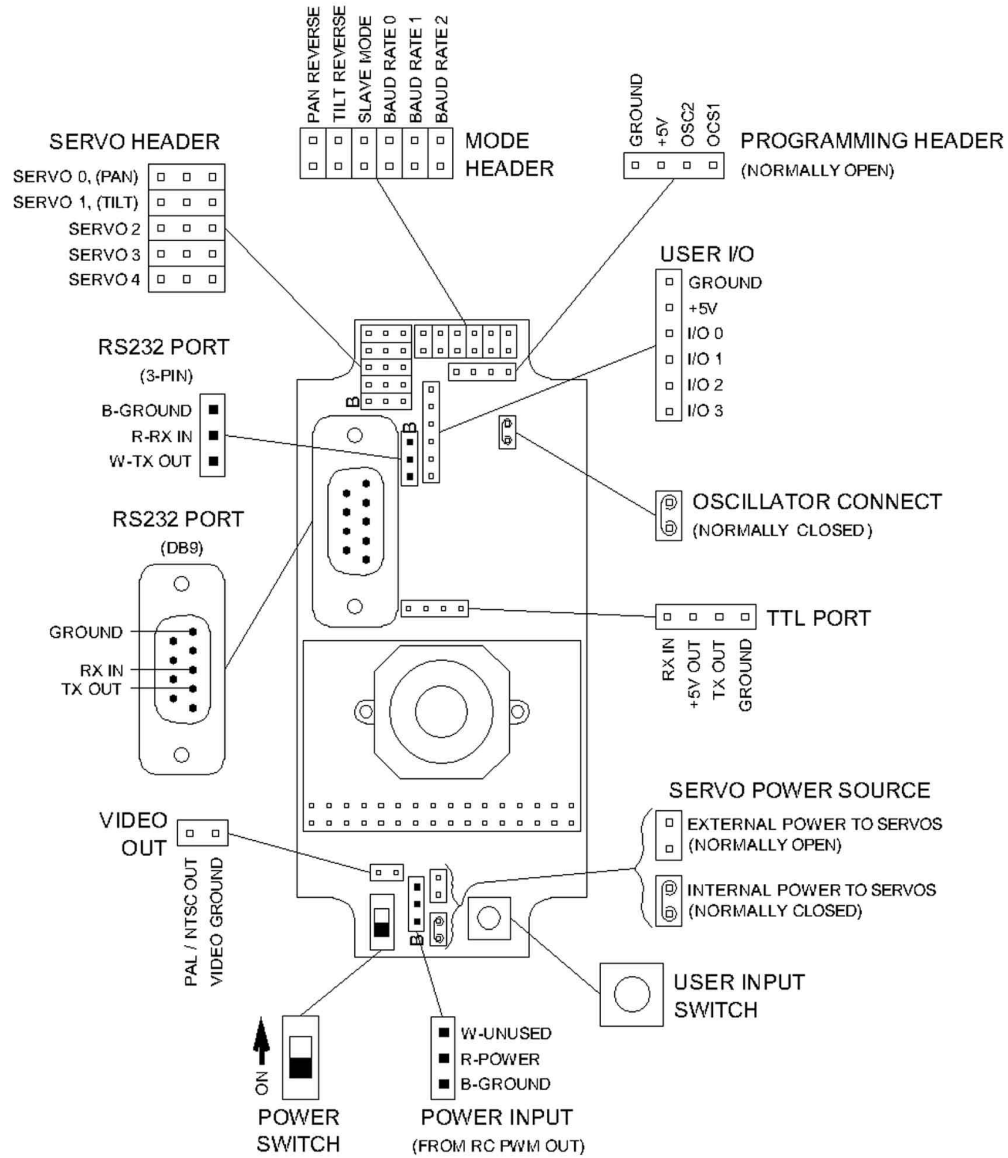 PAN REVERSE
TILT REVERSE
SLAVE MODE
BAUD RATE 0
BAUD RATE 1
BAUD RATE 2
MODE
HEADER
GROUND
+5V
OSC2
OCS1
PROGRAMMING HEADER
(NORMALLY OPEN)
SERVO HEADER
SERVO 0, (PAN)
SERVO 1, (TILT)
SERVO 2
SERVO 3
SERVO 4
USER I/O
GROUND
+5V
I/O 0
I/O 1
I/O 2
I/O 3
RS232 PORT
(3-PIN)
B-GROUND
R-RX IN
W-TX OUT
B
B
OSCILLATOR CONNECT
(NORMALLY CLOSED)
RS232 PORT
(DB9)
GROUND
RX IN
TX OUT
TTL PORT
RX IN
+5V OUT
TX OUT
GROUND
SERVO POWER SOURCE
EXTERNAL POWER TO SERVOS
(NORMALLY OPEN)
INTERNAL POWER TO SERVOS
(NORMALLY CLOSED)
VIDEO
OUT
PAL / NTSC OUT
VIDEO GROUND
B
USER INPUT
SWITCH
ON
POWER
SWITCH
W-UNUSED
R-POWER
B-GROUND
POWER INPUT
(FROM RC PWM OUT)